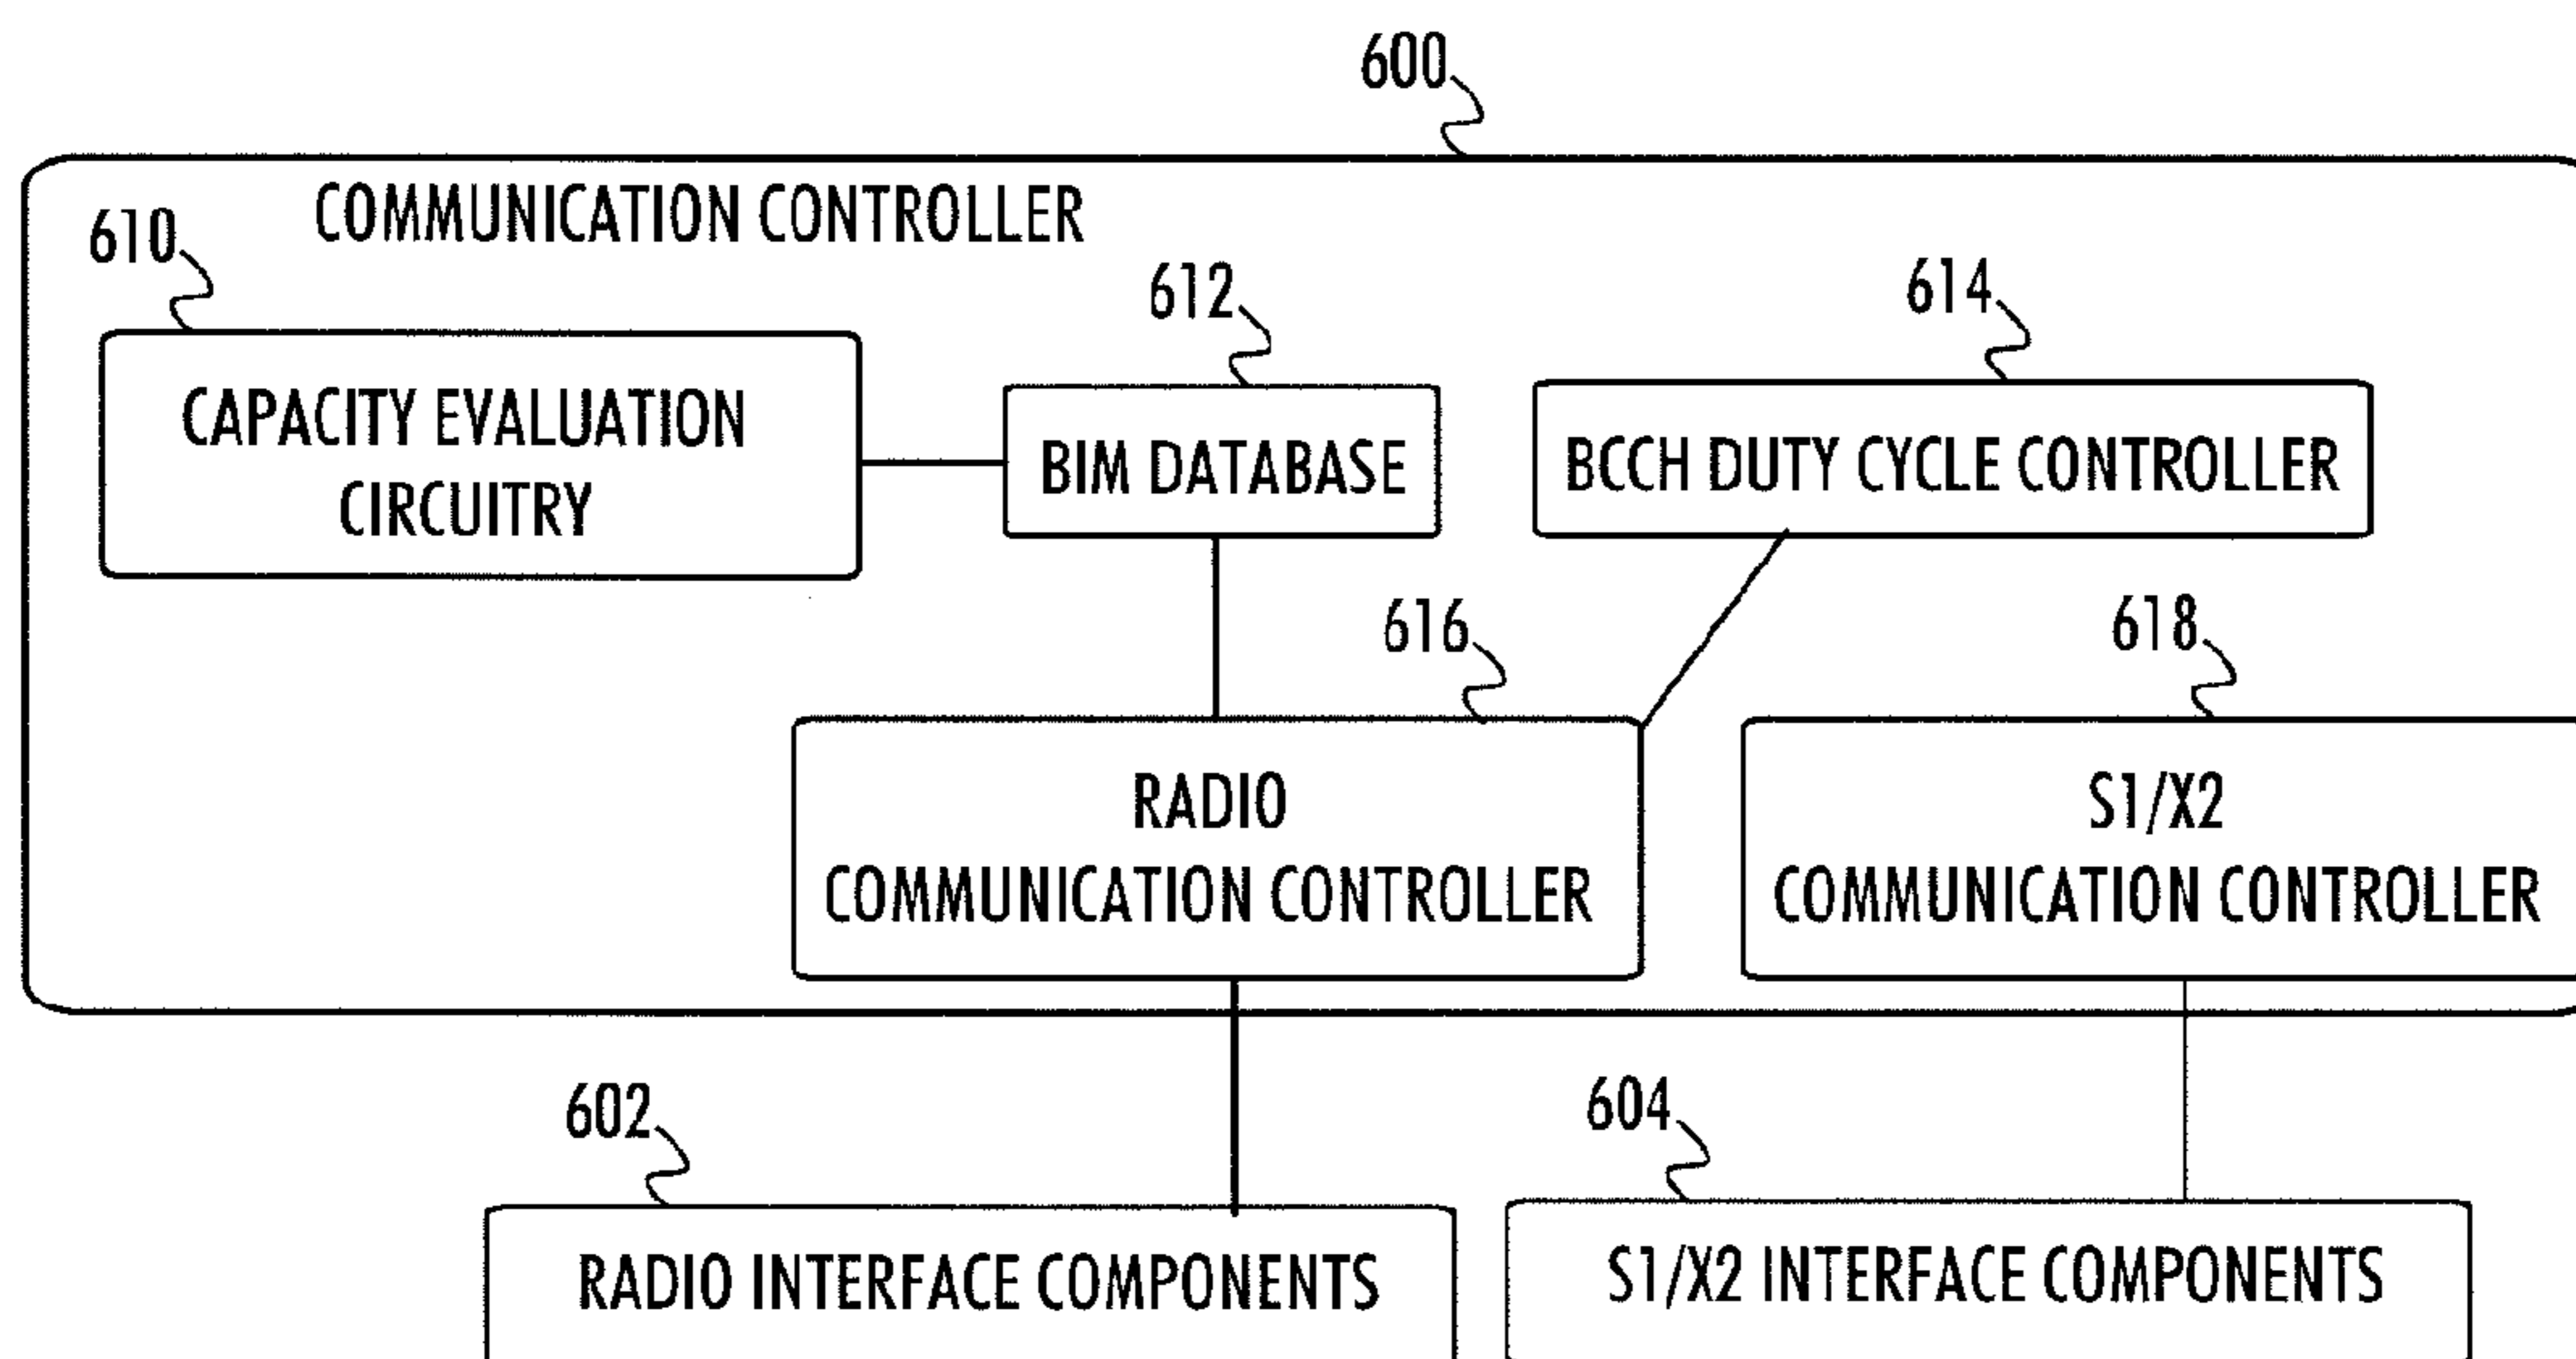 600
COMMUNICATION CONTROLLER
610
612
614
CAPACITY EVALUATION
CIRCUITRY
BIM DATABASE
BCCH DUTY CYCLE CONTROLLER
616
618
RADIO
COMMUNICATION CONTROLLER
S1/X2
COMMUNICATION CONTROLLER
602
604
RADIO INTERFACE COMPONENTS
S1/X2 INTERFACE COMPONENTS